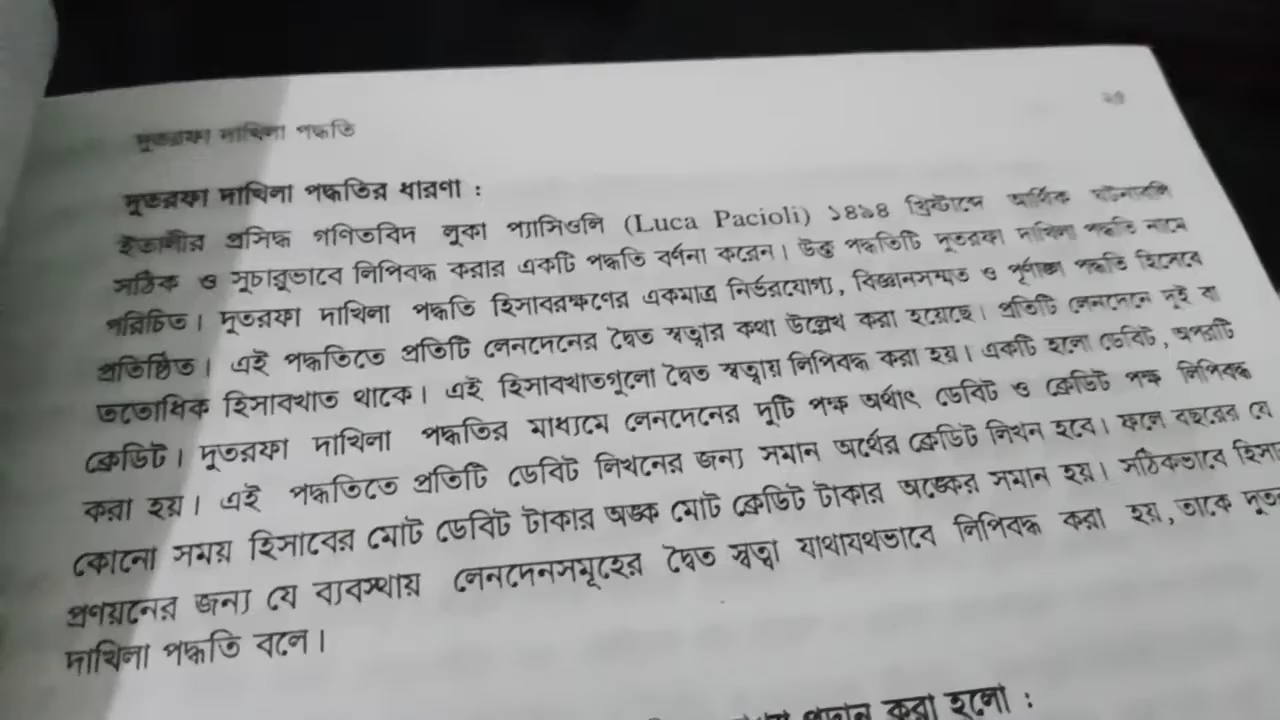 দুতরফা দাখিলা পদ্ধতি
দুতরফা দাখিলা পদ্ধতির ধারণা :
ইতালীর প্রসিদ্ধ গণিতবিদ লুকা প্যাসিওলি (Luca Pacioli) ১৪৯৪ খ্রিস্টাব্দে আর্থিক ঘটনাবলি
সঠিক ও সুচারুভাবে লিপিবদ্ধ করার একটি পদ্ধতি বর্ণনা করেন। উক্ত পদ্ধতিটি দুতরফা দাখিলা পদ্ধতি নামে
পরিচিত। দুতরফা দাখিলা পদ্ধতি হিসাবরক্ষণের একমাত্র নির্ভরযোগ্য, বিজ্ঞানসম্মত ও পূর্ণাঙ্গ পদ্ধতি হিসেবে
প্রতিষ্ঠিত। এই পদ্ধতিতে প্রতিটি লেনদেনের দ্বৈত স্বত্বার কথা উল্লেখ করা হয়েছে। প্রতিটি লেনদেনে দুই বা
ততোধিক হিসাবখাত থাকে। এই হিসাবখাতগুলো দ্বৈত স্বত্বায় লিপিবদ্ধ করা হয়। একটি হলো ডেবিট, অপরটি
ক্রেডিট। দুতরফা দাখিলা পদ্ধতির মাধ্যমে লেনদেনের দুটি পক্ষ অর্থাৎ ডেবিট ও ক্রেডিট পক্ষ লিপিবদ্ধ
করা হয়। এই পদ্ধতিতে প্রতিটি ডেবিট লিখনের জন্য সমান অর্থের ক্রেডিট লিখন হবে। ফলে বছরের যে
কোনো সময় হিসাবের মোট ডেবিট টাকার অঙ্ক মোট ক্রেডিট টাকার অঙ্কের সমান হয়। সঠিকভাবে হিসা
প্রণয়নের জন্য যে ব্যবস্থায় লেনদেনসমূহের দ্বৈত স্বত্বা যাথাযথভাবে লিপিবদ্ধ করা হয়, তাকে দুত
দাখিলা পদ্ধতি বলে।
প্রদান করা হলো :